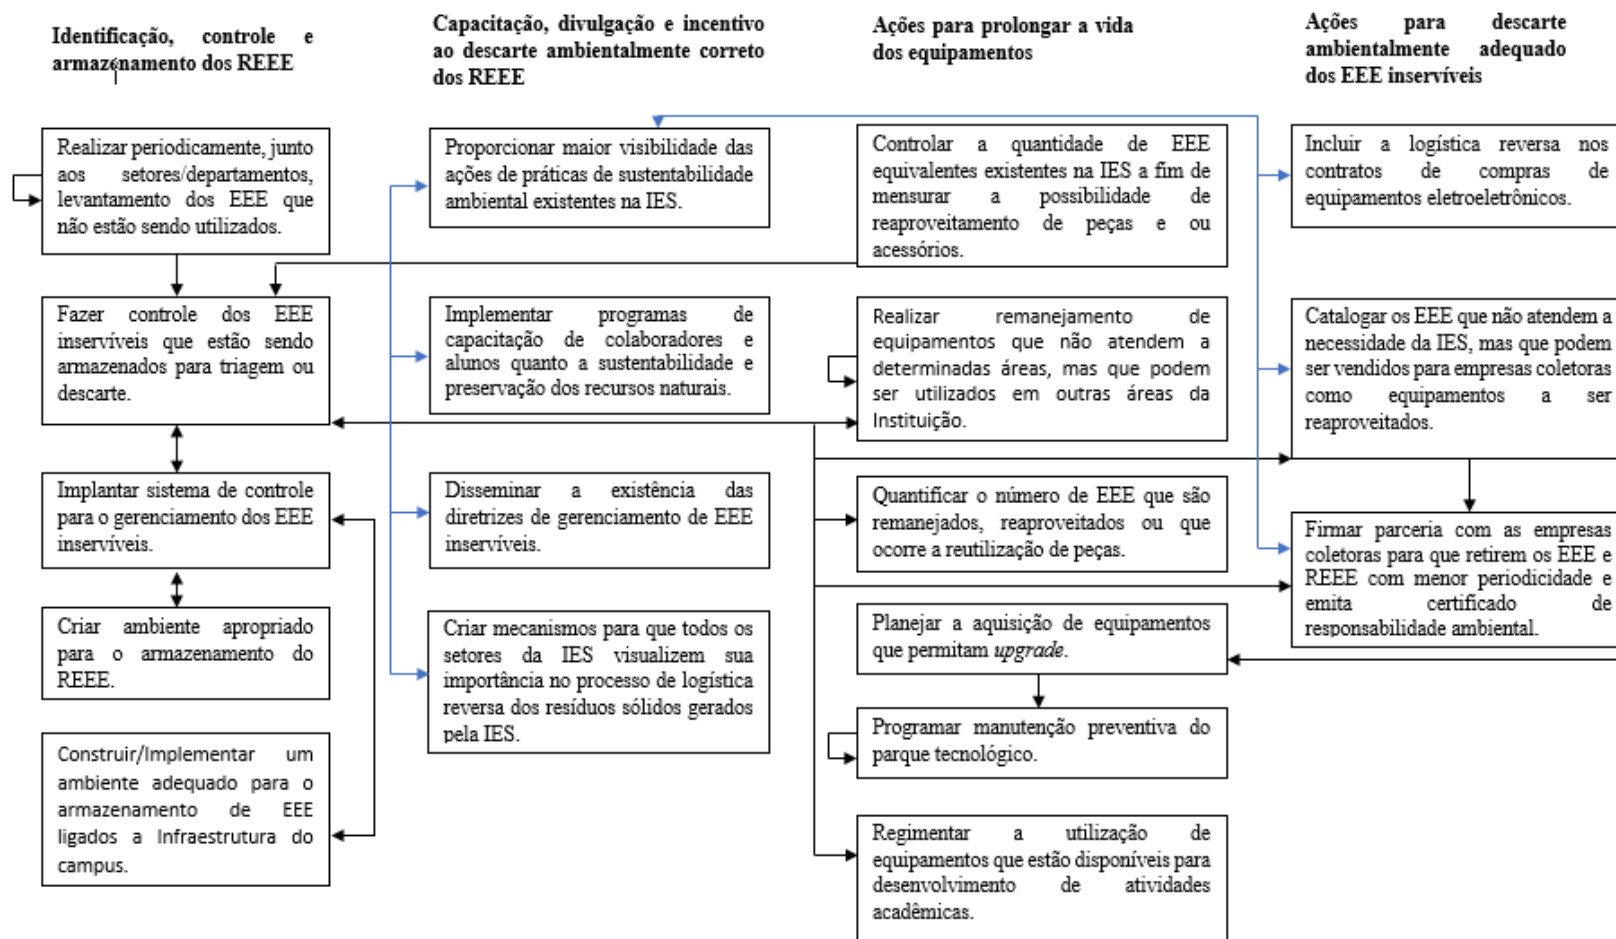 Identificação, controle e
armazenamento dos REEE
Realizar periodicamente, junto
aos setores/departamentos,
levantamento dos EEE que
não estão sendo utilizados.
Fazer controle dos EEE
inservíveis que estão sendo
armazenados para triagem ou
descarte.
Implantar sistema de controle
para o gerenciamento dos EEE
inservíveis.
Criar ambiente apropriado
para o armazenamento do
REEE.
Construir/Implementar um
ambiente adequado para o
armazenamento de EEE
ligados a Infraestrutura do
campus.
Capacitação, divulgação e incentivo
ao descarte ambientalmente correto
dos REEE
Proporcionar maior visibilidade das
ações de práticas de sustentabilidade
ambiental existentes na IES.
Implementar programas de
capacitação de colaboradores e
alunos quanto a sustentabilidade e
preservação dos recursos naturais.
Disseminar a existência das
diretrizes de gerenciamento de EEE
inservíveis.
Criar mecanismos para que todos os
setores da IES visualizem sua
importância no processo de logística
reversa dos resíduos sólidos gerados
pela IES.
Ações para prolongar a vida
dos equipamentos
Controlar a quantidade de EEE
equivalentes existentes na IES a fim de
mensurar a possibilidade de
reaproveitamento de peças e ou
acessórios.
Realizar remanejamento de
equipamentos que não atendem a
determinadas áreas, mas que podem
ser utilizados em outras áreas da
Instituição.
Quantificar o número de EEE que são
remanejados, reaproveitados ou que
ocorre a reutilização de peças.
Planejar a aquisição de equipamentos
que permitam upgrade.
Programar manutenção preventiva do
parque tecnológico.
Regimentar a utilização de
equipamentos que estão disponíveis para
desenvolvimento de atividades
acadêmicas.
Ações para descarte
ambientalmente adequado
dos EEE inservíveis
Incluir a logística reversa nos
contratos de compras de
equipamentos eletroeletrônicos.
Catalogar os EEE que não atendem a
necessidade da IES, mas que podem
ser vendidos para empresas coletoras
como equipamentos a ser
reaproveitados.
Firmar parceria com as empresas
coletoras para que retirem os EEE e
REEE com menor periodicidade e
emita certificado de
responsabilidade ambiental.